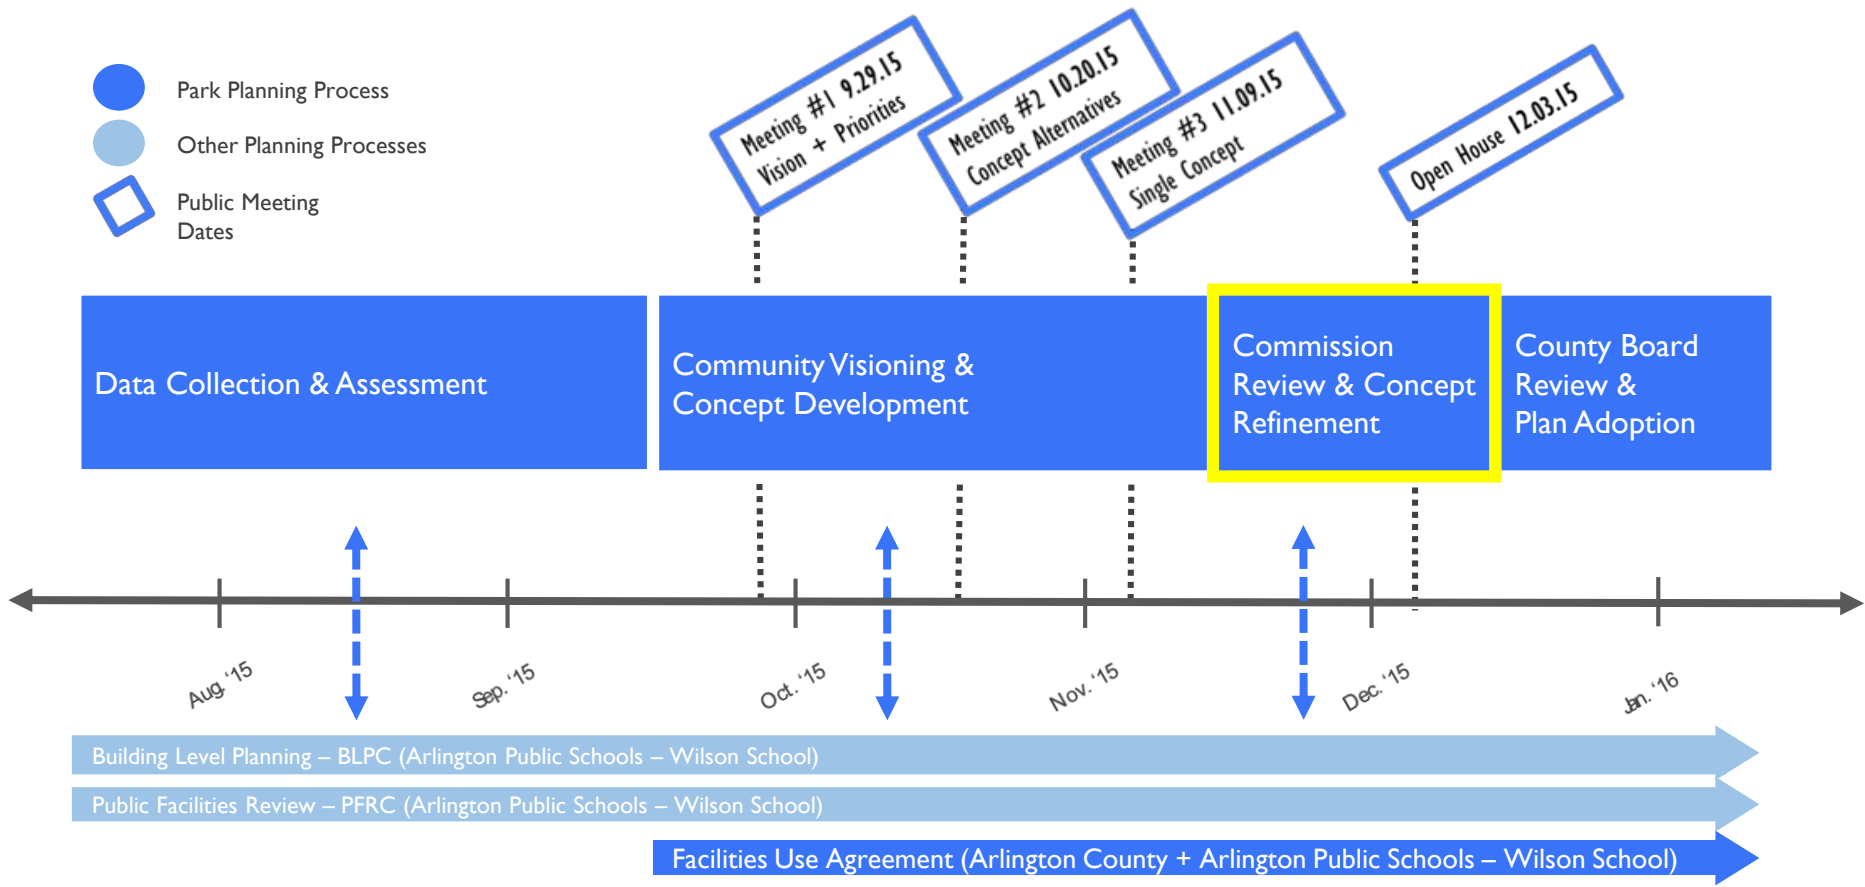 Park Planning Process
Other Planning Processes
Public Meeting
Dates
Meeting #1 9.29.15
Vision + Priorities
Meeting #2 10.20.15
Concept Alternatives
Meeting #3 11.09.15
Single Concept
Open House 12.03.15
Data Collection & Assessment
Community Visioning &
Concept Development
Commission
Review & Concept
Refinement
County Board
Review &
Plan Adoption
Aug. ‘15
Sep. ‘15
Oct. ‘15
Nov. ‘15
Dec. ‘15
Jan. ‘16
Building Level Planning – BLPC (Arlington Public Schools – Wilson School)
Public Facilities Review – PFRC (Arlington Public Schools – Wilson School)
Facilities Use Agreement (Arlington County + Arlington Public Schools – Wilson School)